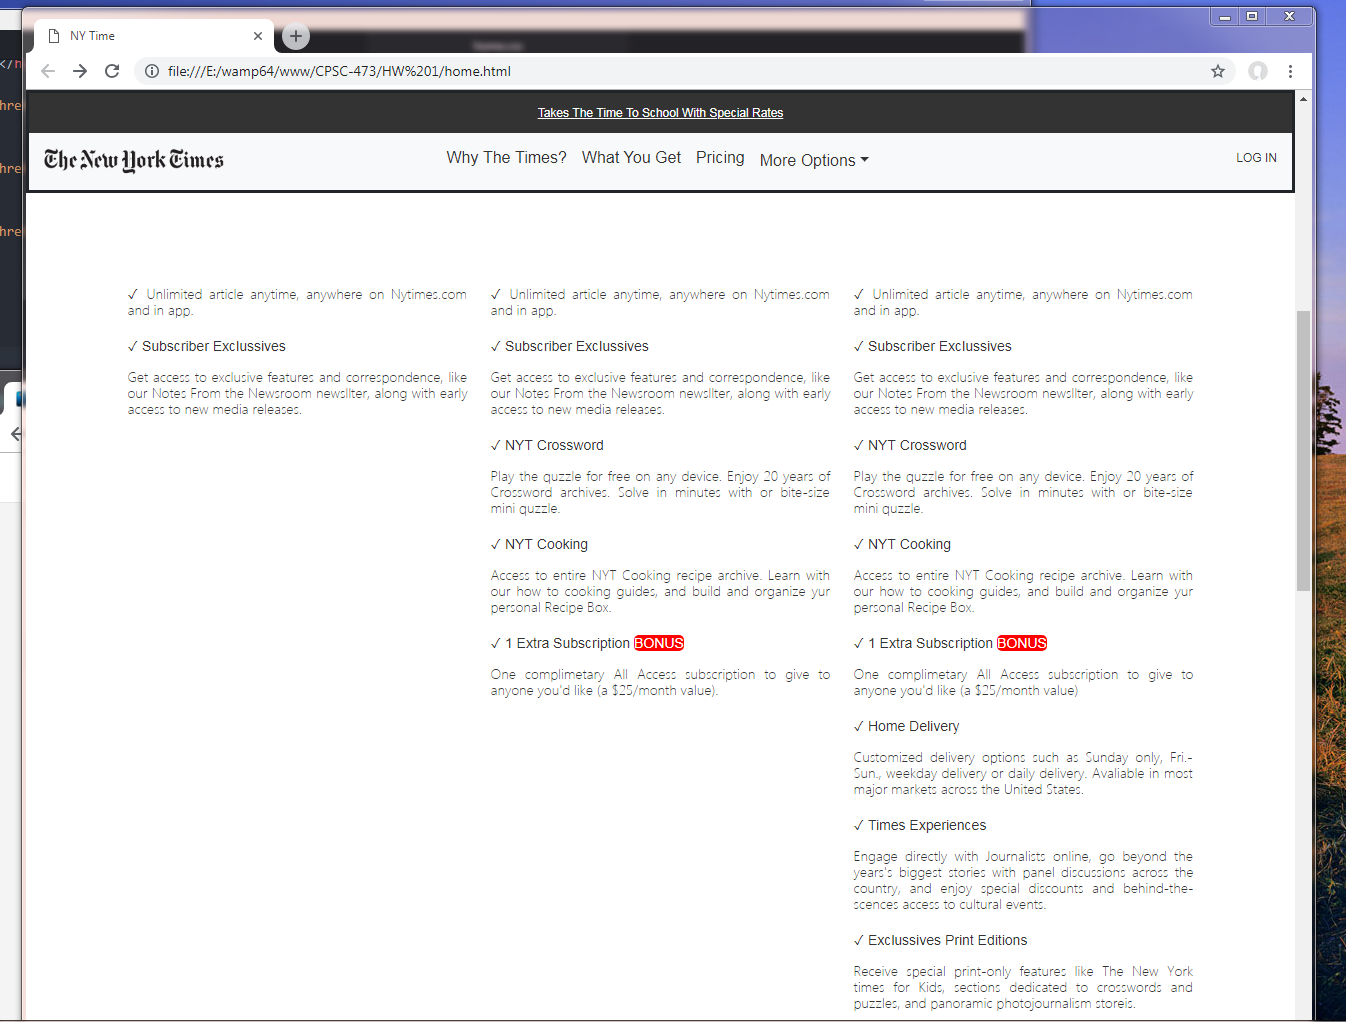 NY Time
file:///E:/wamp64/www/CPSC-473/HW%201/home.html
</h
hre
hre
hre
Takes The Time To School With Special Rates
The New York Times
Why The Times? What You Get Pricing More Options
LOG IN
✓ Unlimited article anytime, anywhere on Nytimes.com
and in app.
✓ Subscriber Exclussives
Get access to exclusive features and correspondence, like
our Notes From the Newsroom newslter, along with early
access to new media releases.
✓ Unlimited article anytime, anywhere on Nytimes.com
and in app.
✓ Subscriber Exclussives
Get access to exclusive features and correspondence, like
our Notes From the Newsroom newslter, along with early
access to new media releases.
✓ NYT Crossword
Play the quzzle for free on any device. Enjoy 20 years of
Crossword archives. Solve in minutes with or bite-size
mini quzzle.
✓ NYT Cooking
Access to entire NYT Cooking recipe archive. Learn with
our how to cooking guides, and build and organize yur
personal Recipe Box.
✓ 1 Extra Subscription BONUS
One complimetary All Access subscription to give to
anyone you'd like (a $25/month value).
✓ Unlimited article anytime, anywhere on Nytimes.com
and in app.
✓ Subscriber Exclussives
Get access to exclusive features and correspondence, like
our Notes From the Newsroom newslter, along with early
access to new media releases.
✓ NYT Crossword
Play the quzzle for free on any device. Enjoy 20 years of
Crossword archives. Solve in minutes with or bite-size
mini quzzle.
✓ NYT Cooking
Access to entire NYT Cooking recipe archive. Learn with
our how to cooking guides, and build and organize yur
personal Recipe Box.
✓ 1 Extra Subscription BONUS
One complimetary All Access subscription to give to
anyone you'd like (a $25/month value)
✓ Home Delivery
Customized delivery options such as Sunday only, Fri.-
Sun., weekday delivery or daily delivery. Avaliable in most
major markets across the United States.
✓ Times Experiences
Engage directly with Journalists online, go beyond the
years's biggest stories with panel discussions across the
country, and enjoy special discounts and behind-the-
scences access to cultural events.
✓ Exclussives Print Editions
Receive special print-only features like The New York
times for Kids, sections dedicated to crosswords and
puzzles, and panoramic photojournalism storeis.